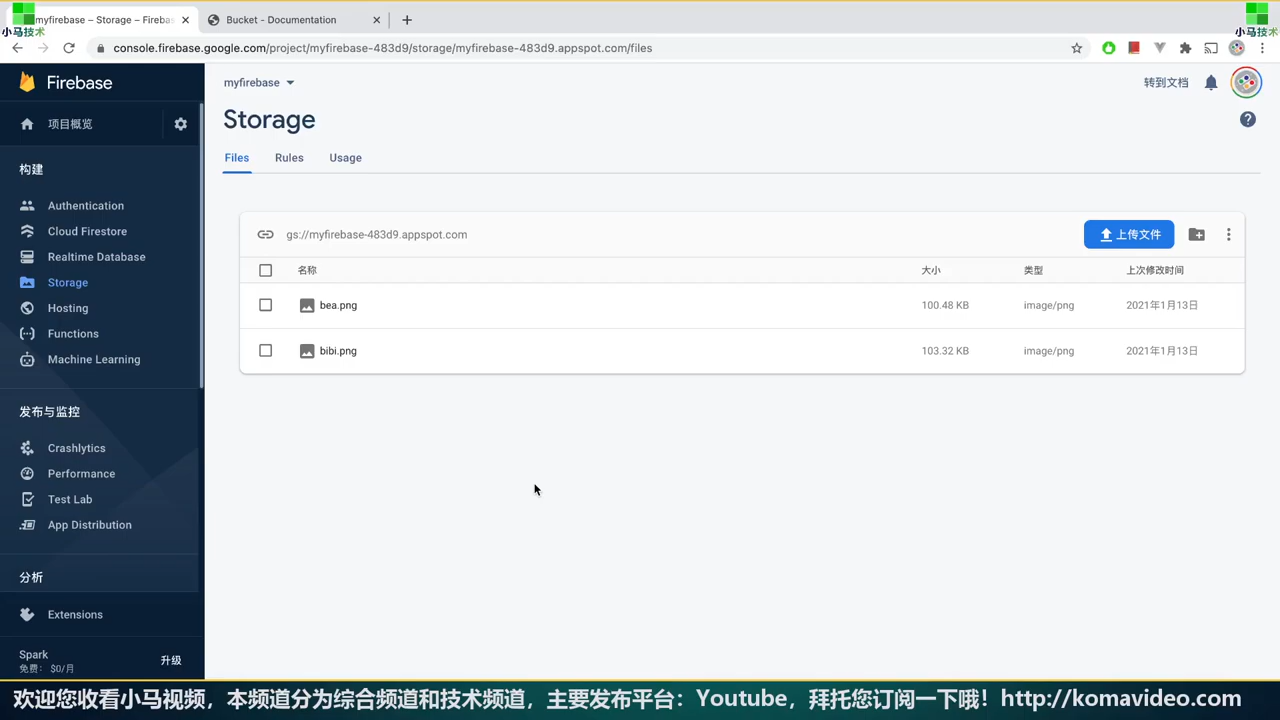 myfirebase – Storage – Firebas
Bucket - Documentation
小马技术
小马技术
console.firebase.google.com/project/myfirebase-483d9/storage/myfirebase-483d9.appspot.com/files
Firebase
myfirebase
转到文档
项目概览
Storage
Files
Rules
Usage
构建
Authentication
Cloud Firestore
Realtime Database
Storage
Hosting
Functions
Machine Learning
发布与监控
Crashlytics
Performance
Test Lab
App Distribution
分析
Extensions
Spark
免费: $0/月
升级
gs://myfirebase-483d9.appspot.com
上传文件
名称 大小 类型 上次修改时间
bea.png 100.48 KB image/png 2021年1月13日
bibi.png 103.32 KB image/png 2021年1月13日
欢迎您收看小马视频，本频道分为综合频道和技术频道，主要发布平台：Youtube，拜托您订阅一下哦！http://komavideo.com